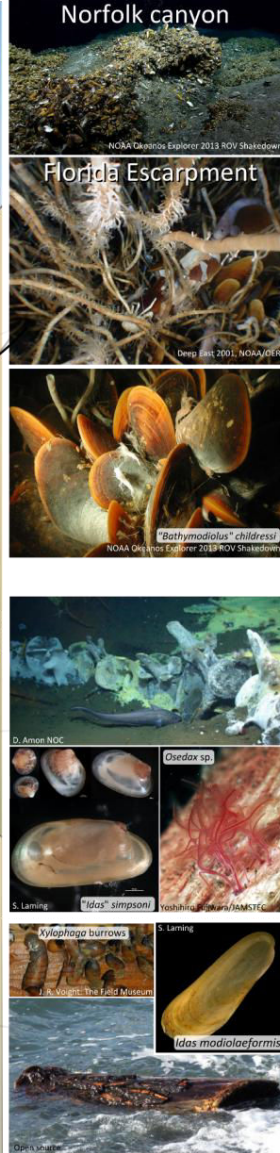 Norfolk canyon
NOAA Okeanos Explorer 2013 ROV Shakedown
Florida Escarpment
Deep East 2001, NOAA/OER
"Bathymodiolus" childressi
NOAA Okeanos Explorer 2013 ROV Shakedown
D. Amon NOC
Osedax sp.
S. Laming
"Idas" simpsoni
Yoshihiro Fujiwara/JAMSTEC
Xylophaga burrows
J. R. Voight: The Field Museum
S. Laming
Idas modiolaeformis
Open source